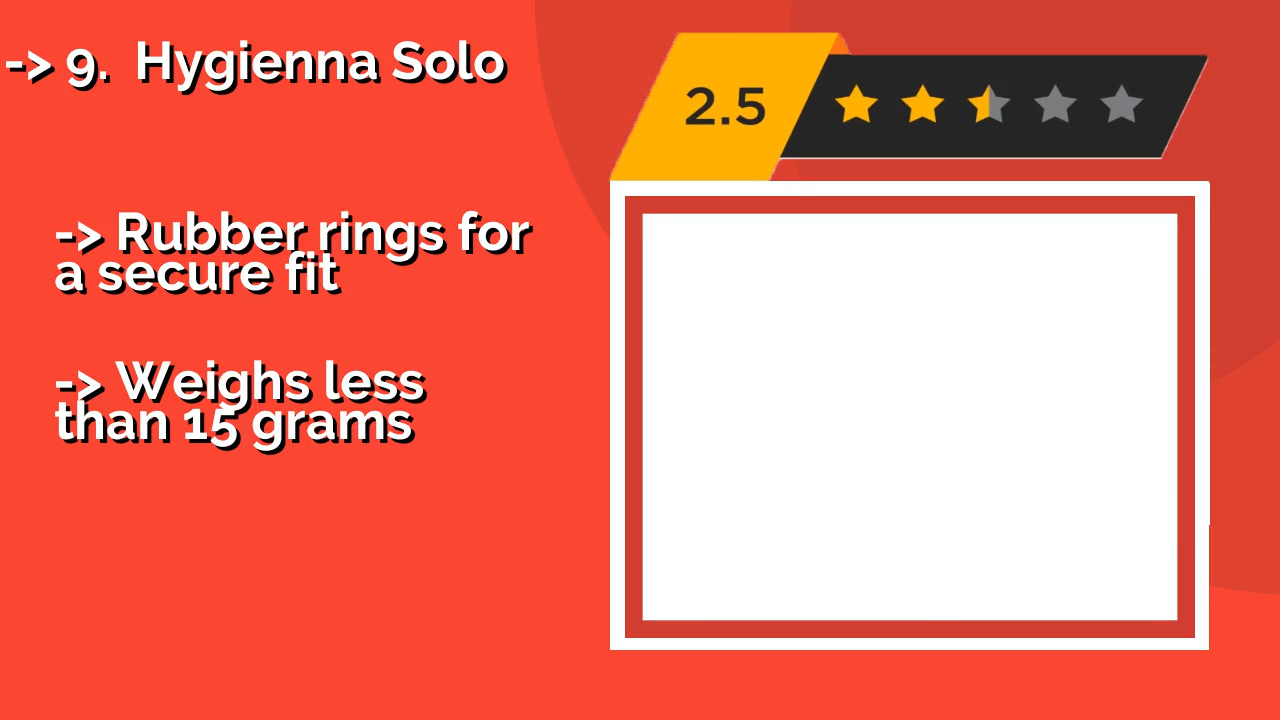 -> 9.  Hygienna Solo
2.5
-> Rubber rings for
a secure fit
-> Weighs less
than 15 grams